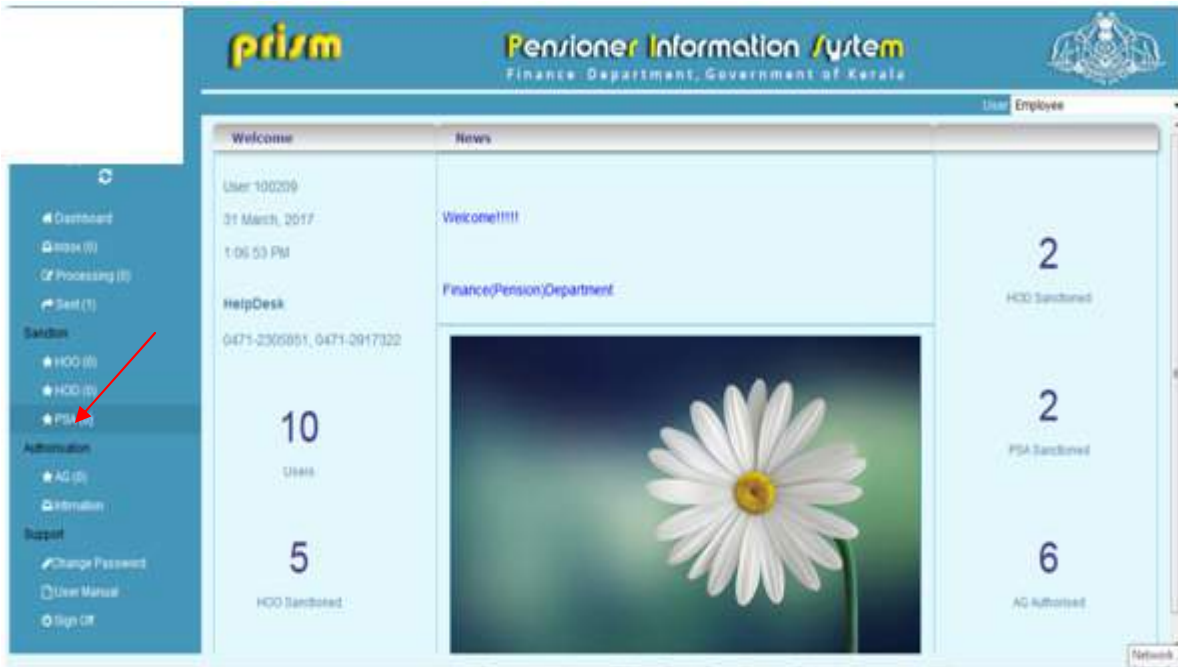 prism
Pensioner Information System
Finance Department, Government of Kerala
User Employee
Welcome
News
User:100209
31 March, 2017
1:06:53 PM
HelpDesk
0471-2305851, 0471-2917322
10
Users
5
HOO Sanctioned
Welcome!!!!!
Finance(Pension)Department
2
HOD Sanctioned
2
PSA Sanctioned
6
AG Authorised
Dashboard
Inbox (0)
Processing (0)
Sent (1)
Sanction
HOO (0)
HOD (0)
PSA
Authorisation
AG (0)
Intimation
Support
Change Password
User Manual
Sign Off
Network